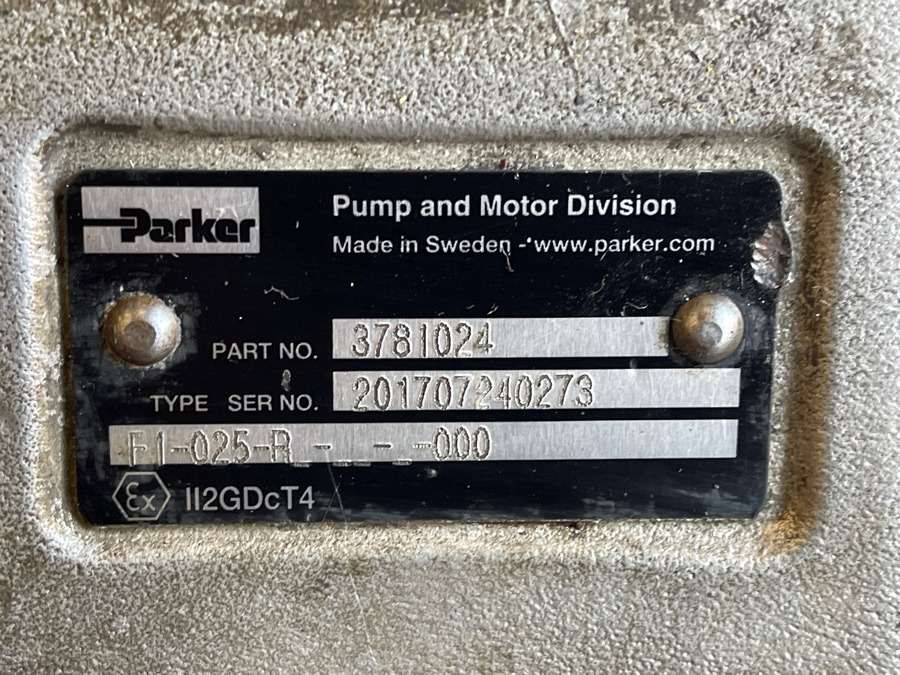 Parker
Pump and Motor Division
Made in Sweden - www.parker.com
PART NO. 3781024
TYPE SER NO. 201707240273
F1-025-R_-_ _-_-000
Ex II2GDcT4